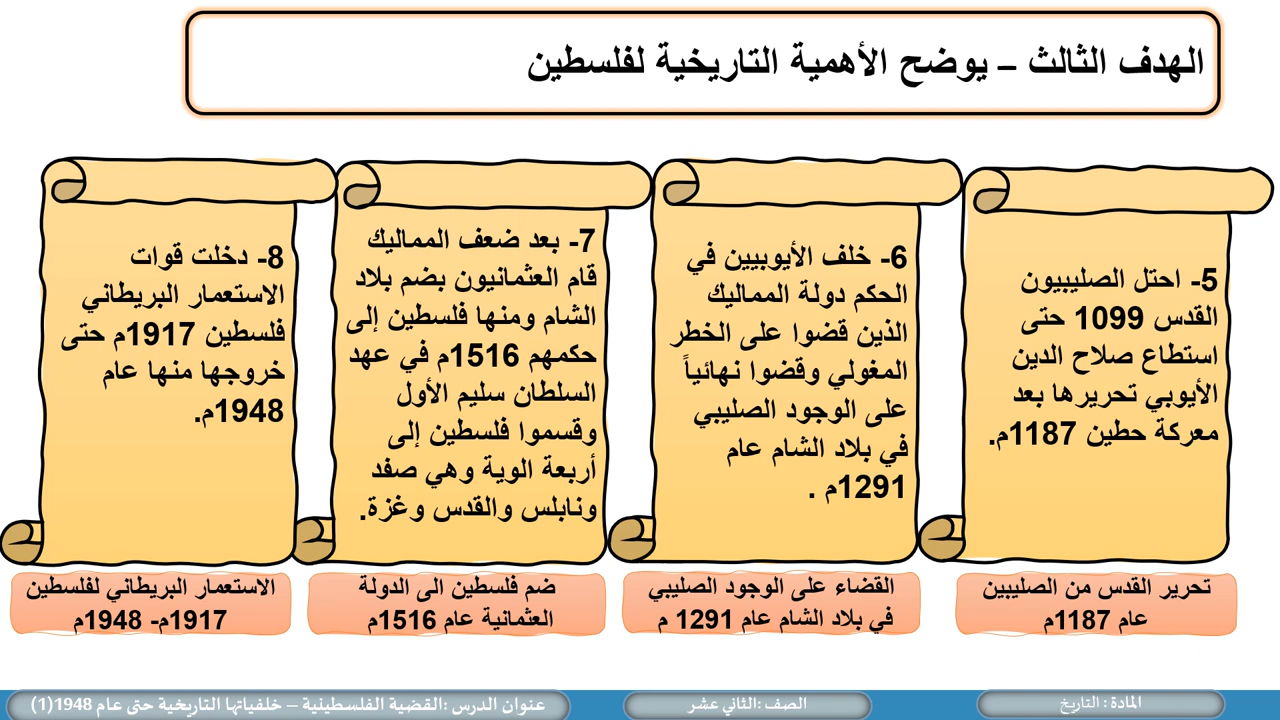 الهدف الثالث – يوضح الأهمية التاريخية لفلسطين
5- احتل الصليبيون
القدس 1099 حتى
استطاع صلاح الدين
الأيوبي تحريرها بعد
معركة حطين 1187م.
6- خلف الأيوبيين في
الحكم دولة المماليك
الذين قضوا على الخطر
المغولي وقضوا نهائياً
على الوجود الصليبي
في بلاد الشام عام
1291م .
7- بعد ضعف المماليك
قام العثمانيون بضم بلاد
الشام ومنها فلسطين إلى
حكمهم 1516م في عهد
السلطان سليم الأول
وقسموا فلسطين إلى
أربعة الوية وهي صفد
ونابلس والقدس وغزة.
8- دخلت قوات
الاستعمار البريطاني
فلسطين 1917م حتى
خروجها منها عام
1948م.
تحرير القدس من الصليبين
عام 1187م
القضاء على الوجود الصليبي
في بلاد الشام عام 1291 م
ضم فلسطين الى الدولة
العثمانية عام 1516م
الاستعمار البريطاني لفلسطين
1917م- 1948م
المادة : التاريخ
الصف :الثاني عشر
عنوان الدرس :القضية الفلسطينية – خلفياتها التاريخية حتى عام 1948(1)